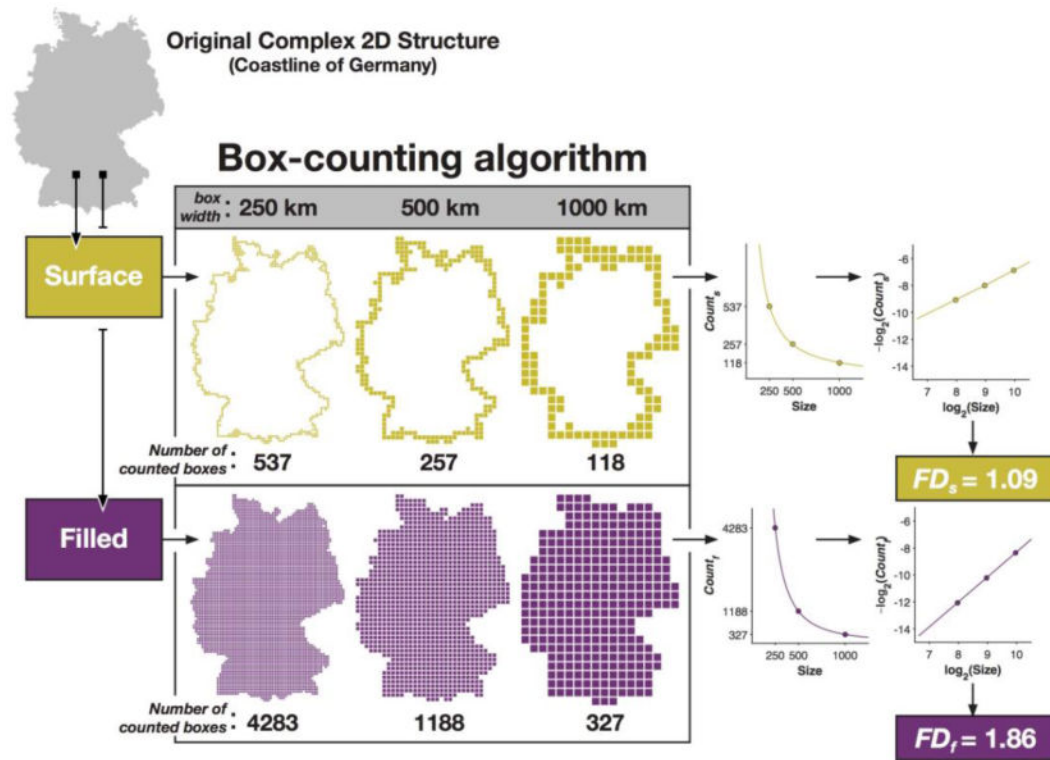 Original Complex 2D Structure
(Coastline of Germany)
Box-counting algorithm
box
width : 250 km 500 km 1000 km
Surface
Number of
counted boxes : 537 257 118
Count_s
537
257
118
250 500 1000
Size
-log₂(Count_s)
-6
-8
-10
-12
-14
7 8 9 10
log₂(Size)
FD_s = 1.09
Filled
Number of
counted boxes : 4283 1188 327
Count_f
4283
1188
327
250 500 1000
Size
-log₂(Count_f)
-6
-8
-10
-12
-14
7 8 9 10
log₂(Size)
FD_f = 1.86